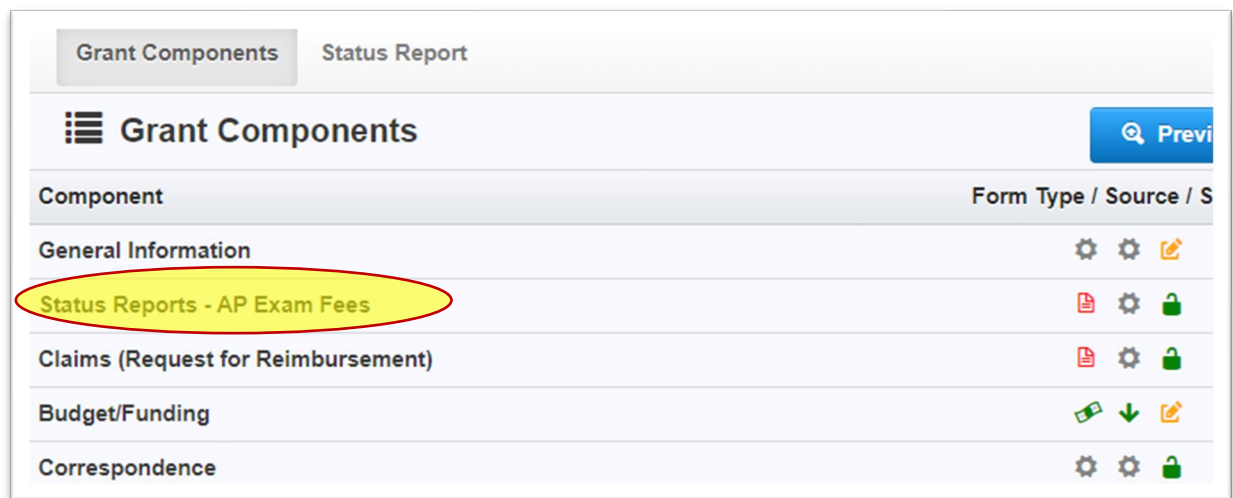 Grant Components Status Report
Grant Components
Previ
Component Form Type / Source / S
General Information
Status Reports - AP Exam Fees
Claims (Request for Reimbursement)
Budget/Funding
Correspondence